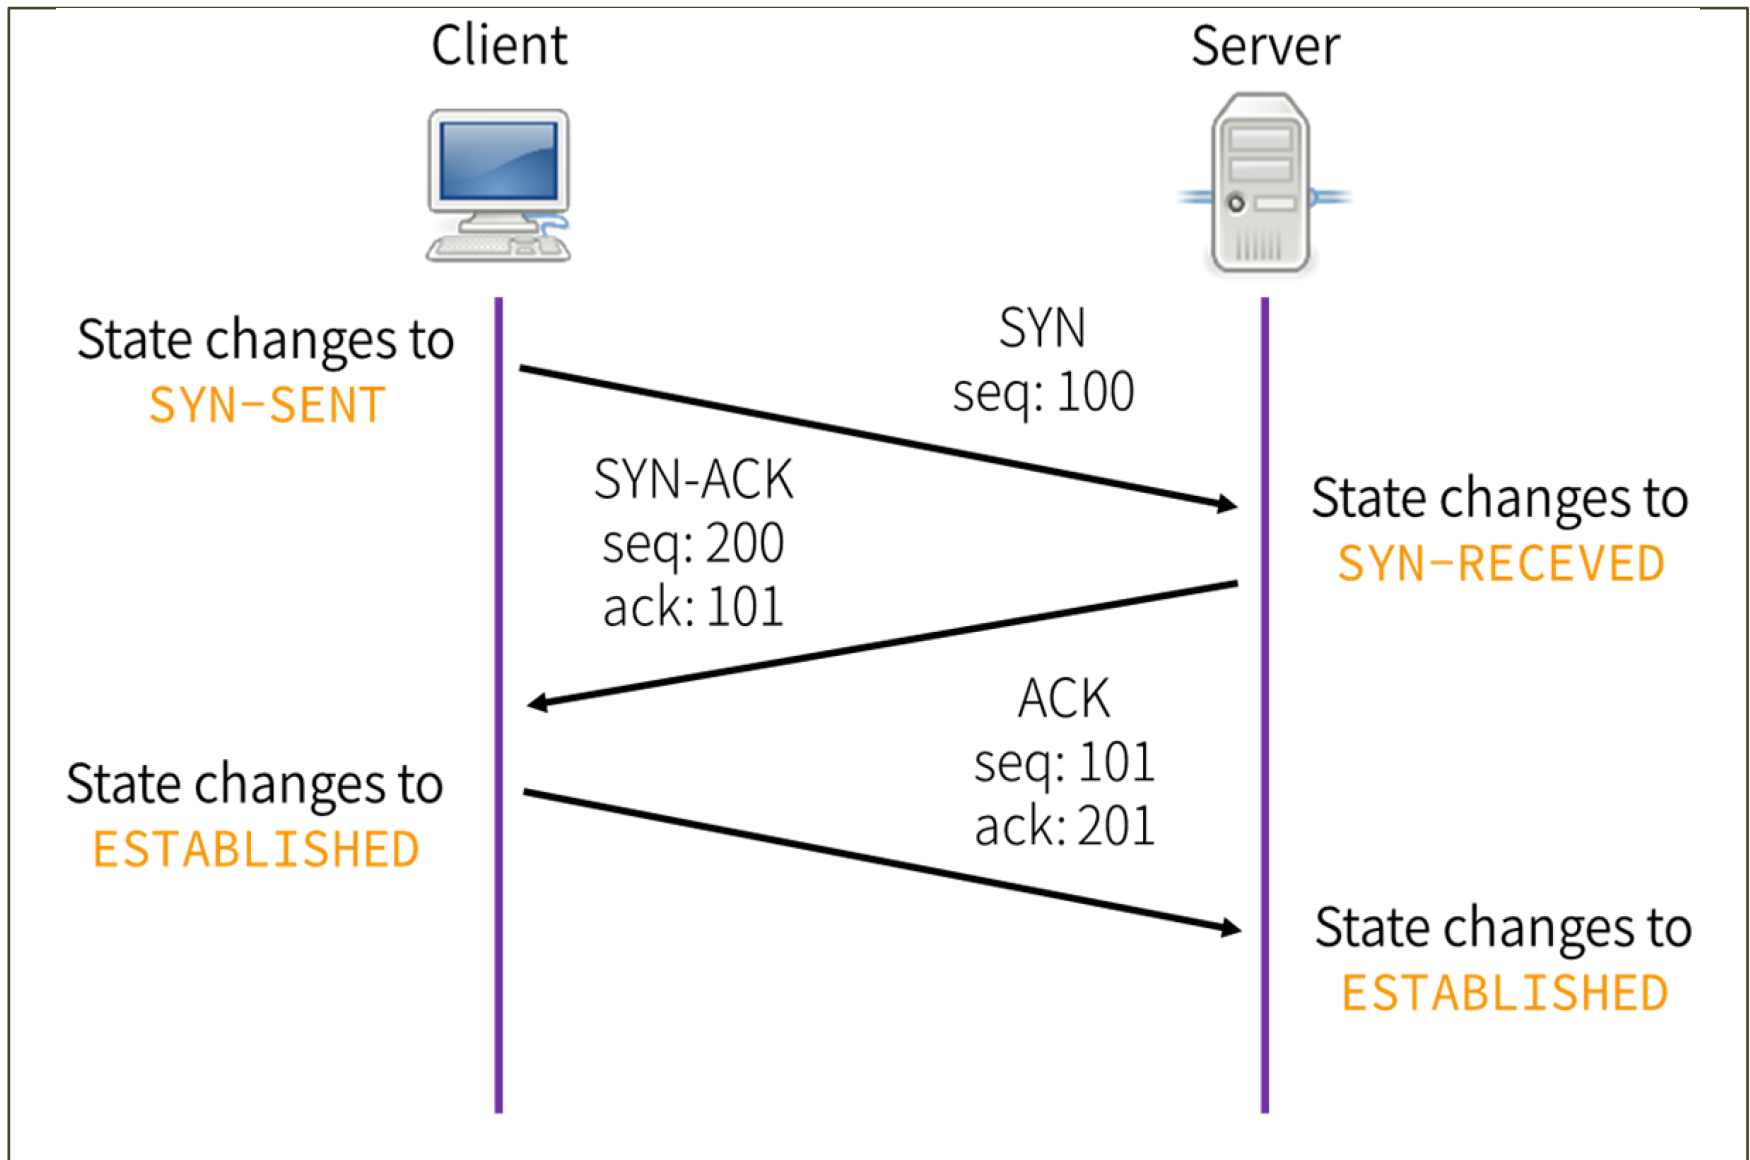 Client
Server
State changes to
SYN-SENT
SYN
seq: 100
SYN-ACK
seq: 200
ack: 101
State changes to
SYN-RECEVED
ACK
seq: 101
ack: 201
State changes to
ESTABLISHED
State changes to
ESTABLISHED